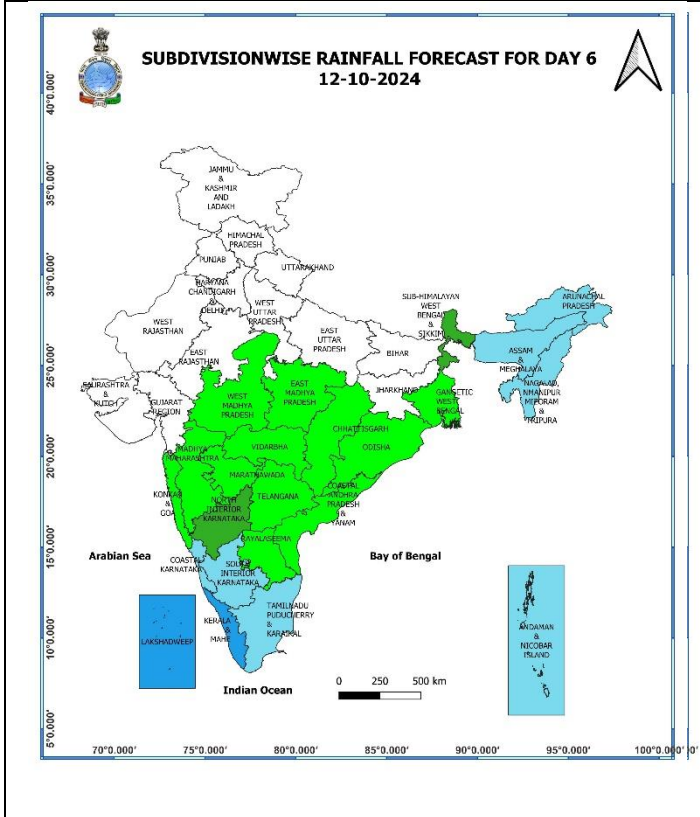 SUBDIVISIONWISE RAINFALL FORECAST FOR DAY 6
12-10-2024
40°0.000'
35°0.000'
30°0.000'
25°0.000'
20°0.000'
15°0.000'
10°0.000'
5°0.000'
JAMMU
&
KASHMIR
AND
LADAKH
HIMACHAL
PRADESH
PUNJAB
UTTARAKHAND
HARYANA
CHANDIGARH
&
DELHI
WEST
UTTAR
PRADESH
WEST
RAJASTHAN
EAST
RAJASTHAN
EAST
UTTAR
PRADESH
BIHAR
SUB-HIMALAYAN
WEST
BENGAL
&
SIKKIM
ARUNACHAL
PRADESH
ASSAM
&
MEGHALAYA
NAGALAD,
NMANIPUR
MEZORAM
&
TRIPURA
SAURASHTRA
&
KUTCH
GUJARAT
REGION
WEST
MADHYA
PRADESH
EAST
MADHYA
PRADESH
JHARKHAND
GANGETIC
WEST
BENGAL
CHHATTISGARH
ODISHA
MADHYA
MAHARASHTRA
VIDARBHA
MARATHAWADA
KONKAN
&
GOA
NORTH
INTERIOR
KARNATAKA
TELANGANA
COASTAL
ANDHRA
PRADESH
&
YANAM
RAYALASEEMA
Arabian Sea
Bay of Bengal
COASTAL
KARNATAKA
SOUTH
INTERIOR
KARNATAKA
TAMILNADU
PUDUCHERRY
&
KARAIKAL
KERALA
&
MAHE
LAKSHADWEEP
ANDAMAN
&
NICOBAR
ISLAND
Indian Ocean
0 250 500 km
70°0.000' 75°0.000' 80°0.000' 85°0.000' 90°0.000' 95°0.000' 100°0.000'